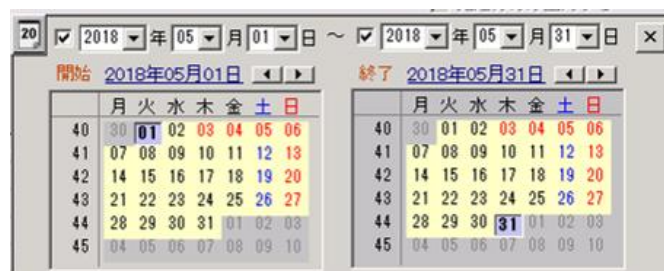 20 2018 年 05 月 01 日 ～ 2018 年 05 月 31 日
開始 2018年05月01日 終了 2018年05月31日
月 火 水 木 金 土 日 月 火 水 木 金 土 日
40 30 01 02 03 04 05 06 40 30 01 02 03 04 05 06
41 07 08 09 10 11 12 13 41 07 08 09 10 11 12 13
42 14 15 16 17 18 19 20 42 14 15 16 17 18 19 20
43 21 22 23 24 25 26 27 43 21 22 23 24 25 26 27
44 28 29 30 31 01 02 03 44 28 29 30 31 01 02 03
45 04 05 06 07 08 09 10 45 04 05 06 07 08 09 10